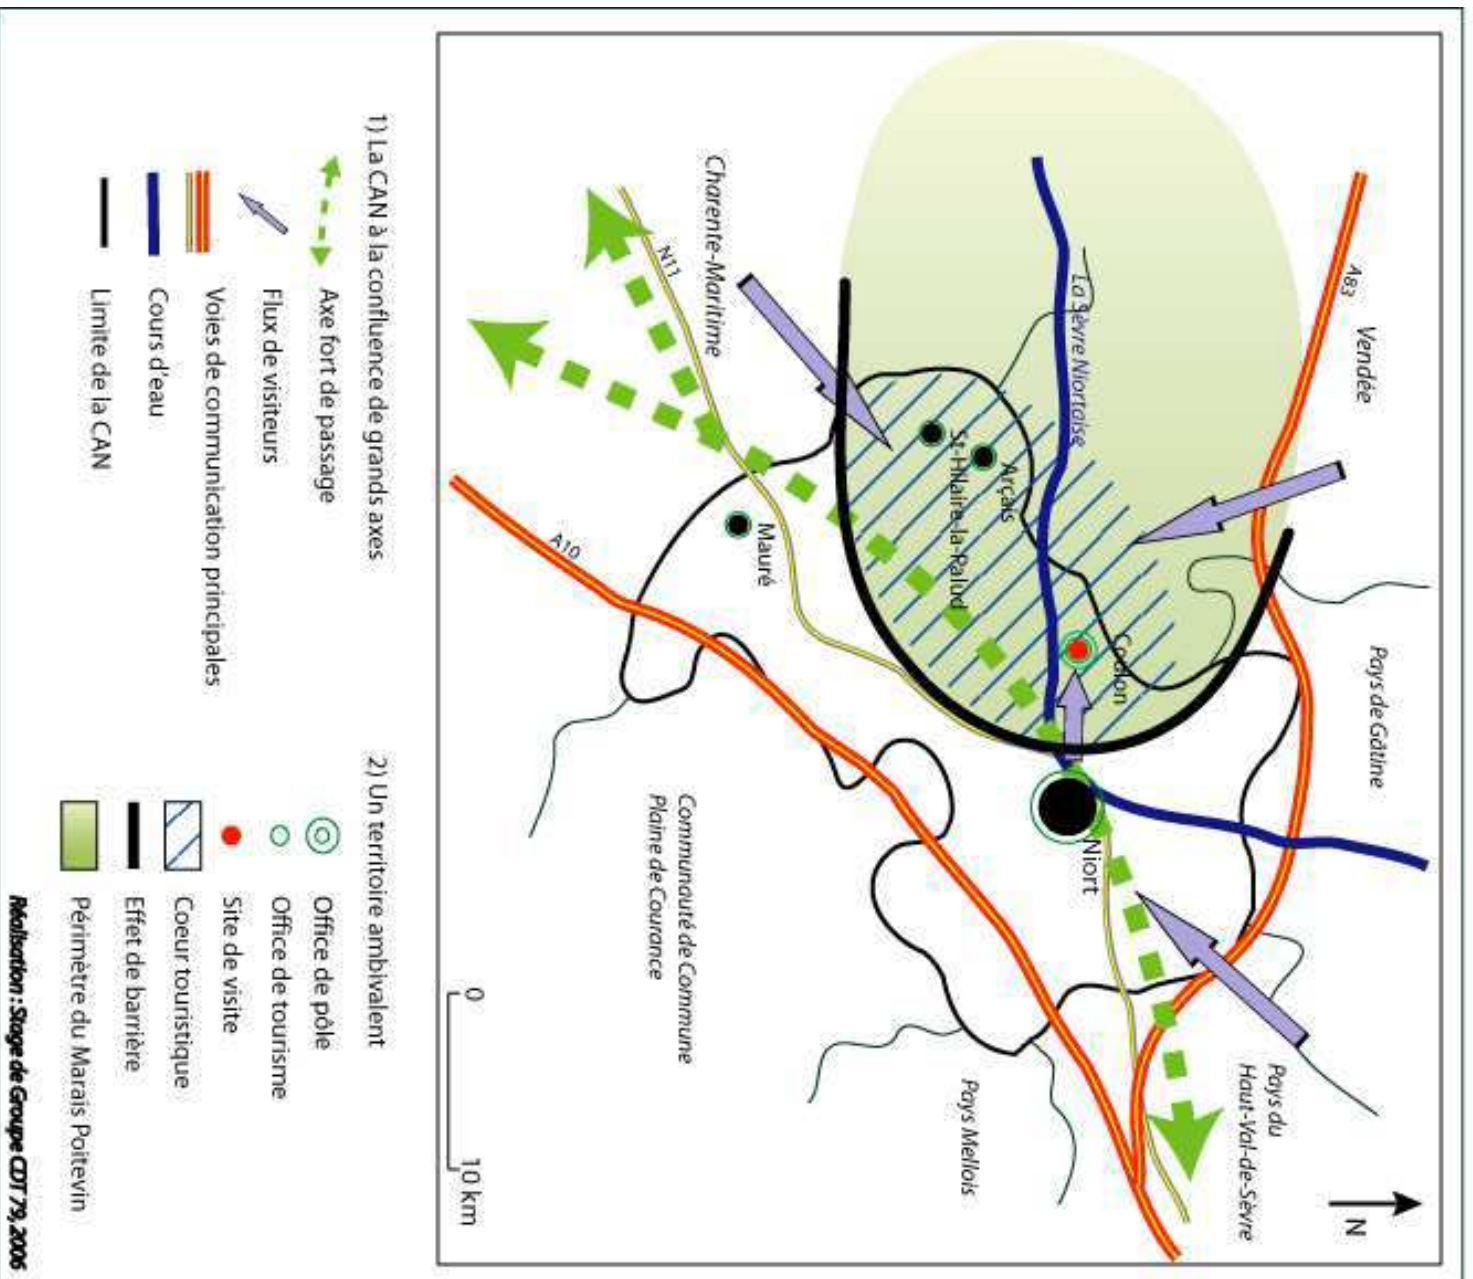 Vendée
A83
Pays de Gâtine
Pays du
Haut-Val-de-Sèvre
N
La Sèvre Niortaise
Coulon
Niort
Arçais
St-Hilaire-la-Palud
Charente-Maritime
N11
Mauré
A10
Communauté de Commune
Plaine de Courance
Pays Mellois
0
10 km
1) La CAN à la confluence de grands axes
Axe fort de passage
Flux de visiteurs
Voies de communication principales
Cours d'eau
Limite de la CAN
2) Un territoire ambivalent
Office de pôle
Office de tourisme
Site de visite
Coeur touristique
Effet de barrière
Périmètre du Marais Poitevin
Réalisation : Stage de Groupe CDT 79, 2006